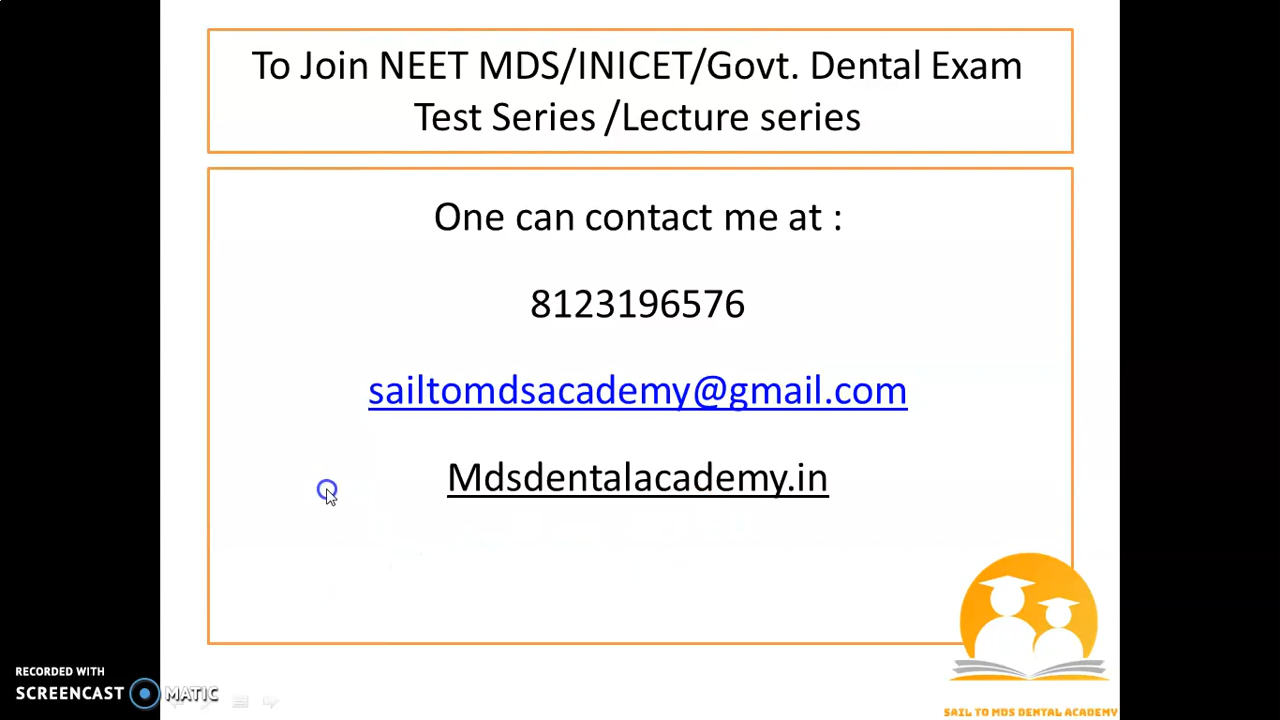 To Join NEET MDS/INICET/Govt. Dental Exam
Test Series /Lecture series
One can contact me at :
8123196576
sailtomdsacademy@gmail.com
Mdsdentalacademy.in
RECORDED WITH
SCREENCAST MATIC
SAIL TO MDS DENTAL ACADEMY